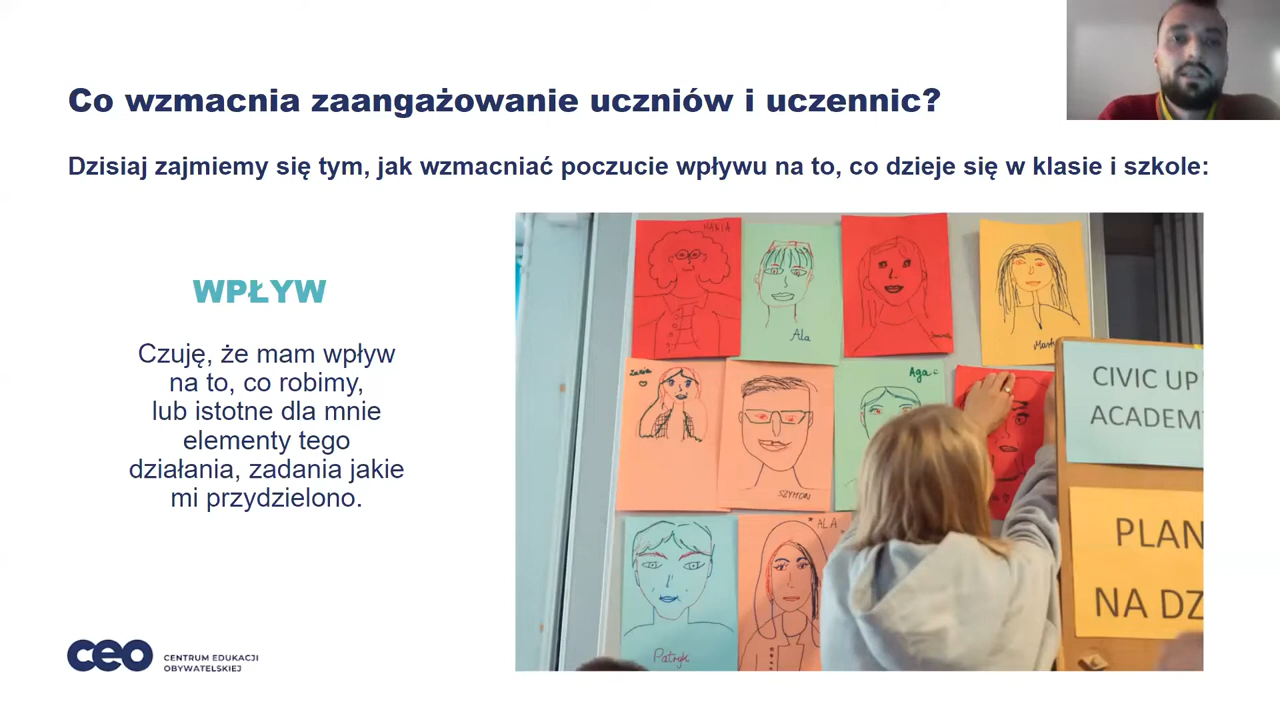 Co wzmacnia zaangażowanie uczniów i uczennic?
Dzisiaj zajmiemy się tym, jak wzmacniać poczucie wpływu na to, co dzieje się w klasie i szkole:
WPŁYW
Czuję, że mam wpływ
na to, co robimy,
lub istotne dla mnie
elementy tego
działania, zadania jakie
mi przydzielono.
Ala
Aga
SZYMON
ALA
Patryk
CIVIC UP
ACADEM
PLAN
NA DZ
ceo
CENTRUM EDUKACJI
OBYWATELSKIEJ